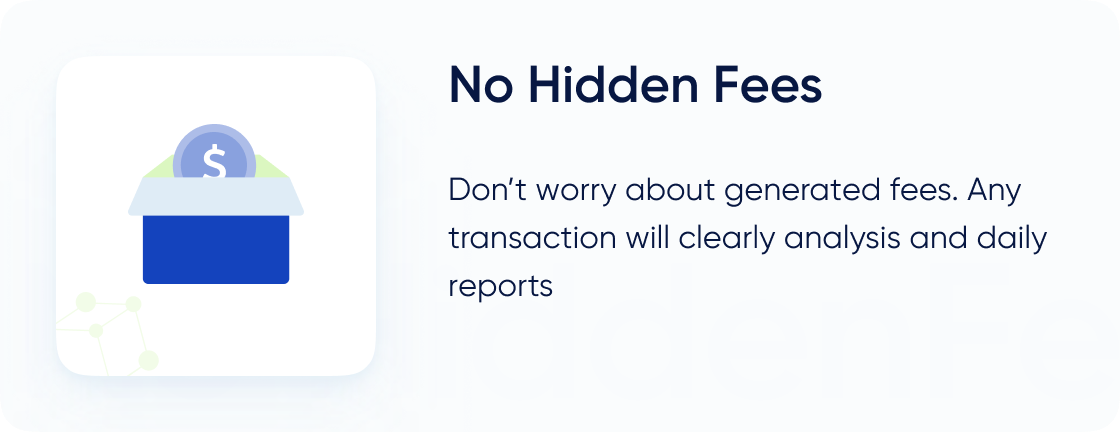 No Hidden Fees
$
Don’t worry about generated fees. Any
transaction will clearly analysis and daily
reports